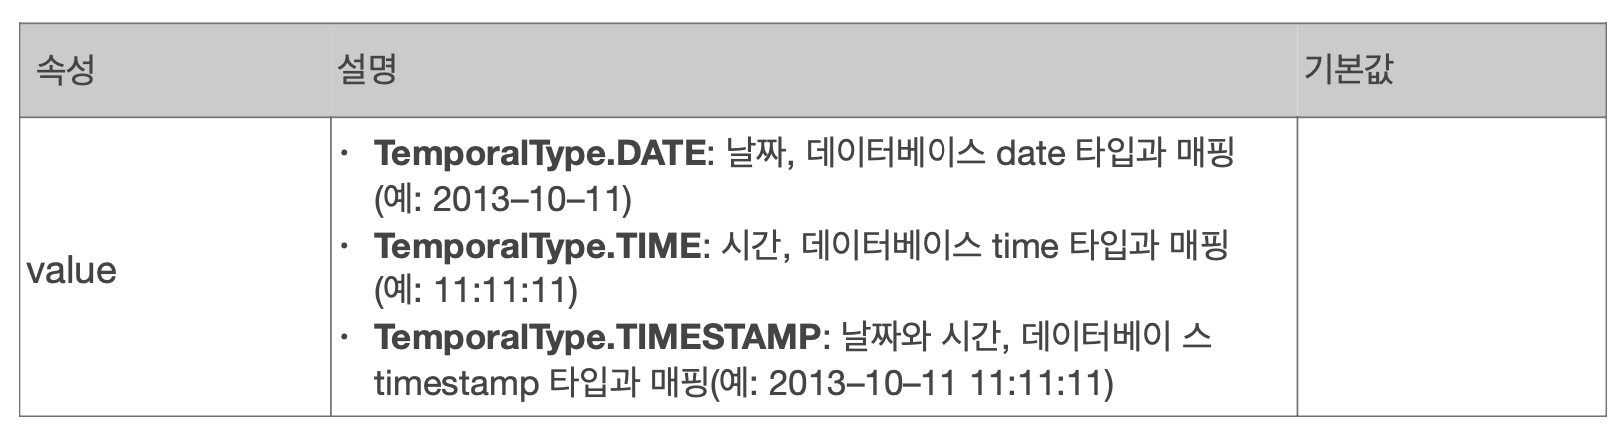 속성 설명 기본값
• TemporalType.DATE: 날짜, 데이터베이스 date 타입과 매핑
(예: 2013–10–11)
• TemporalType.TIME: 시간, 데이터베이스 time 타입과 매핑
value
(예: 11:11:11)
• TemporalType.TIMESTAMP: 날짜와 시간, 데이터베이 스
timestamp 타입과 매핑(예: 2013–10–11 11:11:11)